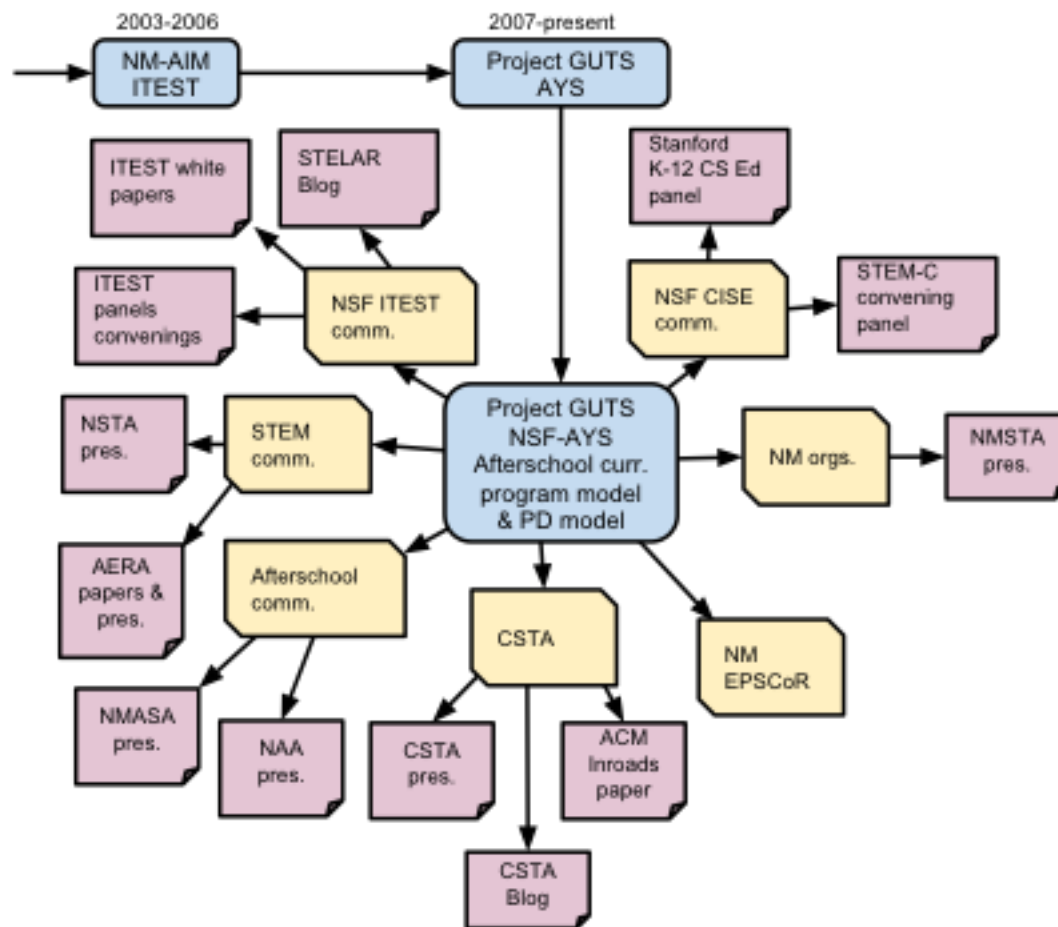 2003-2006
2007-present
NM-AIM
ITEST
Project GUTS
AYS
ITEST white
papers
STELAR
Blog
Stanford
K-12 CS Ed
panel
ITEST
panels
convenings
NSF ITEST
comm.
NSF CISE
comm.
STEM-C
convening
panel
NSTA
pres.
STEM
comm.
Project GUTS
NSF-AYS
Afterschool curr.
program model
& PD model
NM orgs.
NMSTA
pres.
AERA
papers &
pres.
Afterschool
comm.
CSTA
NM
EPSCoR
NMASA
pres.
NAA
pres.
CSTA
pres.
ACM
Inroads
paper
CSTA
Blog